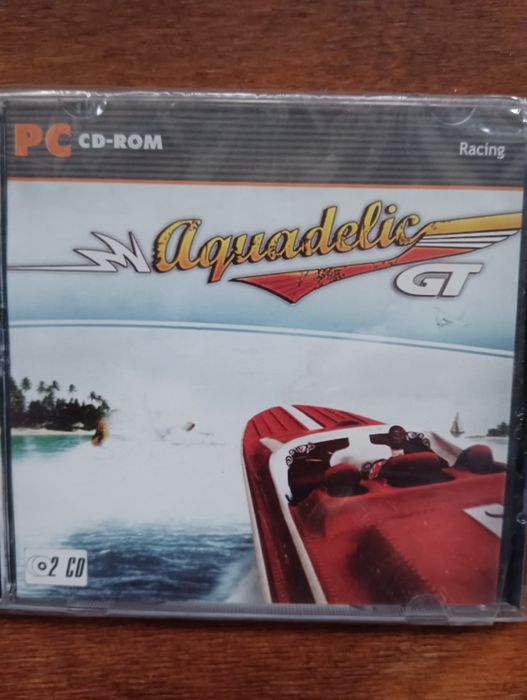 PC CD-ROM
Racing
aquadelic
GT
2 CD